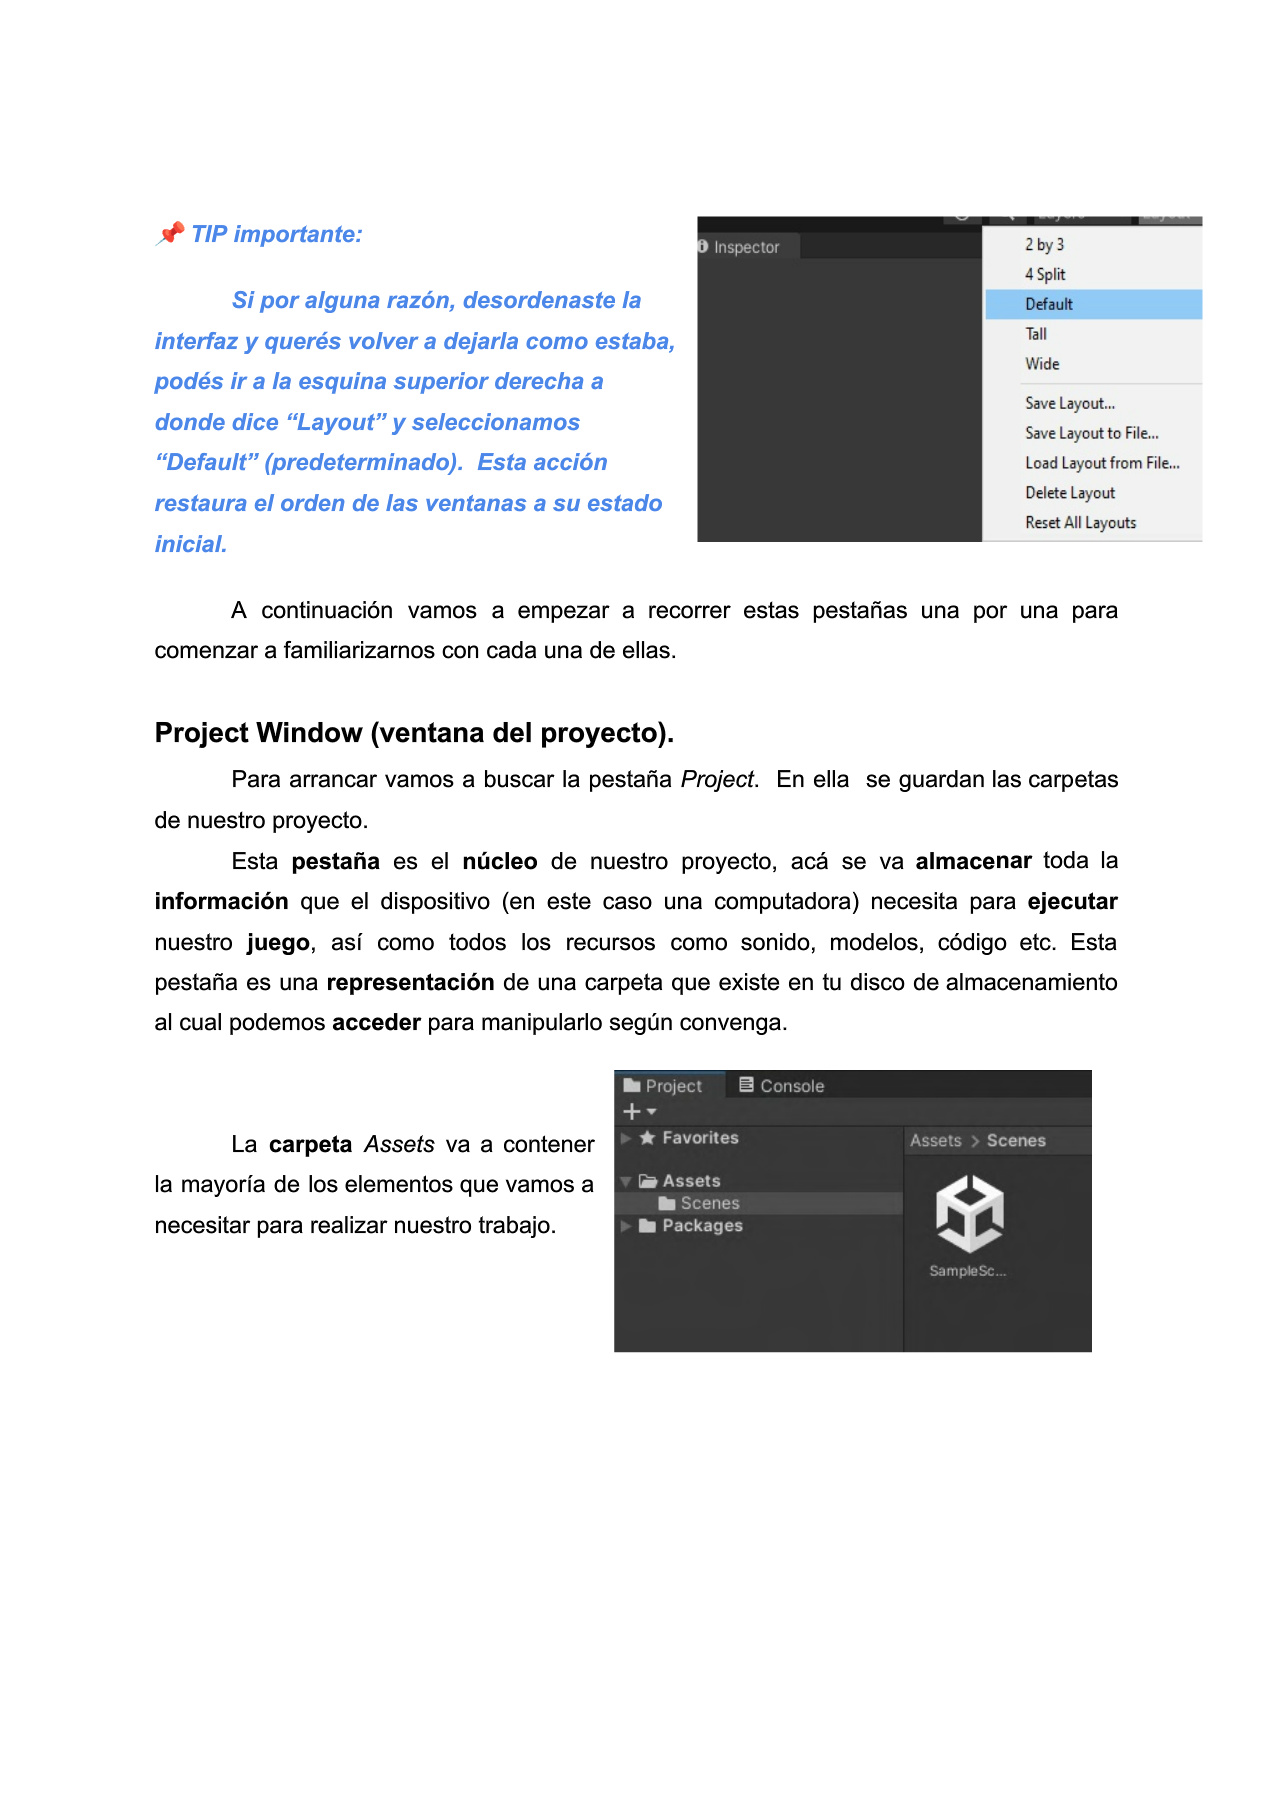 📌 TIP importante:
Si por alguna razón, desordenaste la
interfaz y querés volver a dejarla como estaba,
podés ir a la esquina superior derecha a
donde dice “Layout” y seleccionamos
“Default” (predeterminado).  Esta acción
restaura el orden de las ventanas a su estado
inicial.
Inspector
2 by 3
4 Split
Default
Tall
Wide
Save Layout...
Save Layout to File...
Load Layout from File...
Delete Layout
Reset All Layouts
A continuación vamos a empezar a recorrer estas pestañas una por una para
comenzar a familiarizarnos con cada una de ellas.
Project Window (ventana del proyecto).
Para arrancar vamos a buscar la pestaña Project.  En ella  se guardan las carpetas
de nuestro proyecto.
Esta pestaña es el núcleo de nuestro proyecto, acá se va almacenar toda la
información que el dispositivo (en este caso una computadora) necesita para ejecutar
nuestro juego, así como todos los recursos como sonido, modelos, código etc. Esta
pestaña es una representación de una carpeta que existe en tu disco de almacenamiento
al cual podemos acceder para manipularlo según convenga.
La carpeta Assets va a contener
la mayoría de los elementos que vamos a
necesitar para realizar nuestro trabajo.
Project Console
Favorites
Assets
Scenes
Packages
Assets > Scenes
SampleSc...